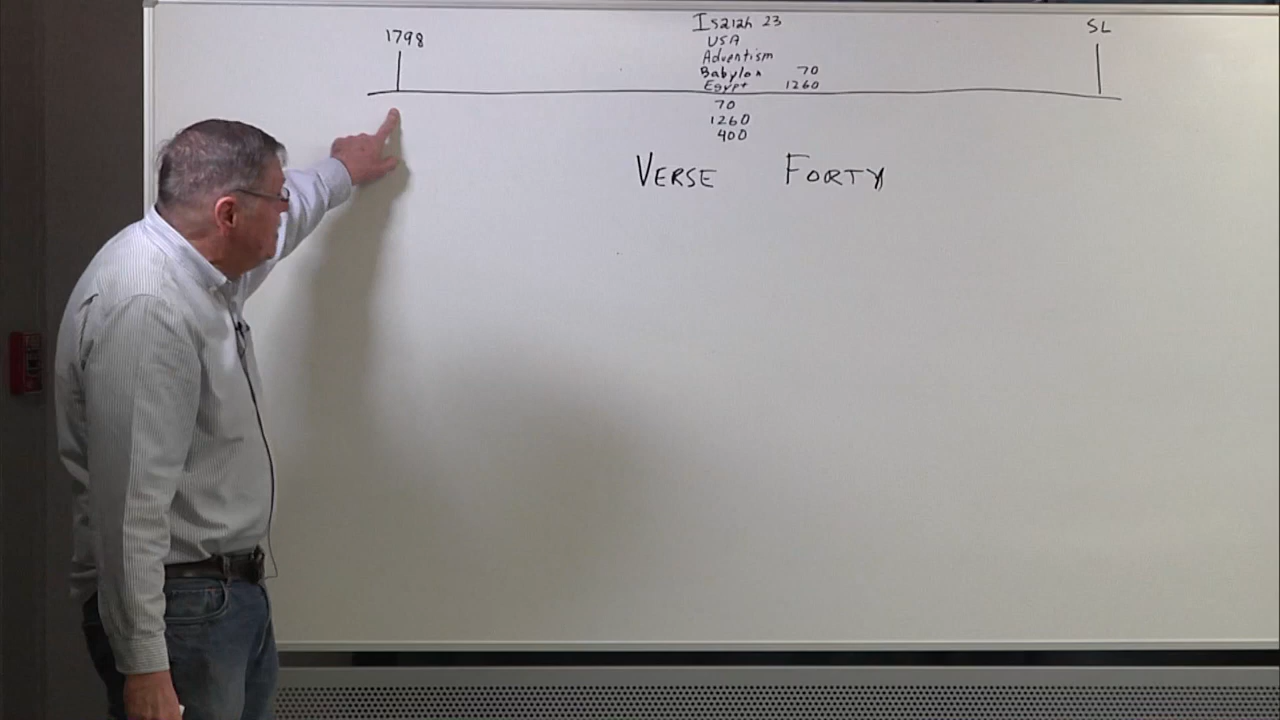 1798
Isaiah 23
SL
USA
Adventism
Babylon 70
Egypt 1260
70
1260
400
VERSE FORTY